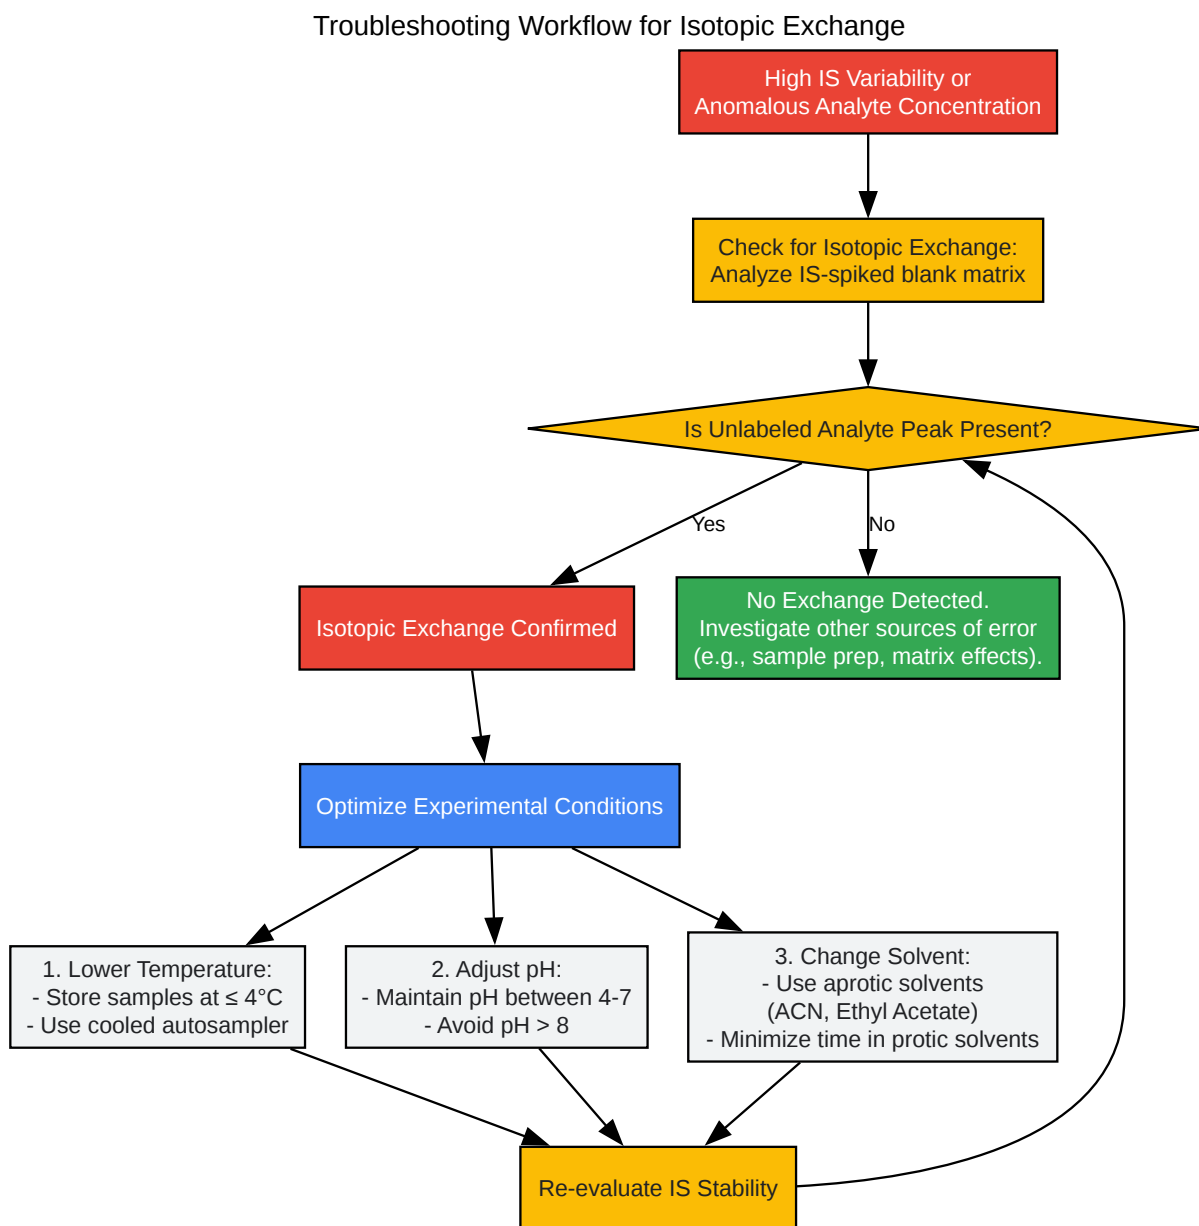 Troubleshooting Workflow for Isotopic Exchange
High IS Variability or
Anomalous Analyte Concentration
Check for Isotopic Exchange:
Analyze IS-spiked blank matrix
Is Unlabeled Analyte Peak Present?
Yes
No
Isotopic Exchange Confirmed
No Exchange Detected.
Investigate other sources of error
(e.g., sample prep, matrix effects).
Optimize Experimental Conditions
1. Lower Temperature:
- Store samples at ≤ 4°C
- Use cooled autosampler
2. Adjust pH:
- Maintain pH between 4-7
- Avoid pH > 8
3. Change Solvent:
- Use aprotic solvents
(ACN, Ethyl Acetate)
- Minimize time in protic solvents
Re-evaluate IS Stability